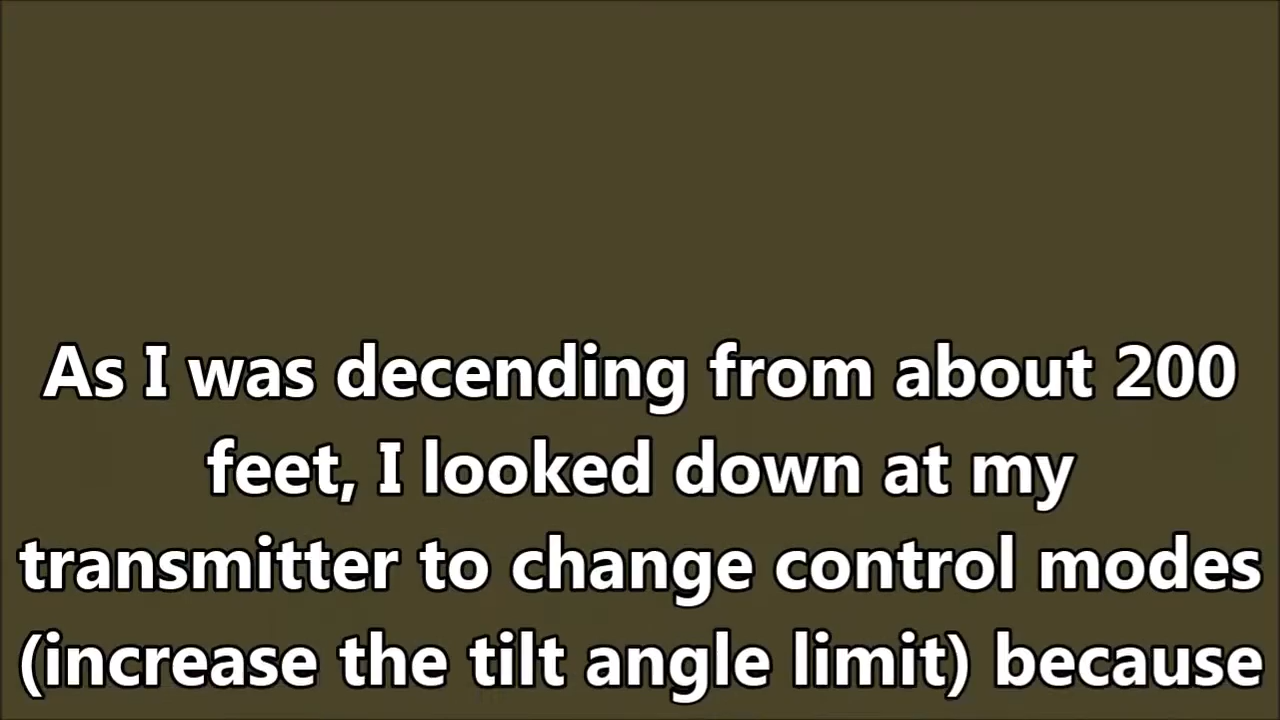 As I was decending from about 200
feet, I looked down at my
transmitter to change control modes
(increase the tilt angle limit) because